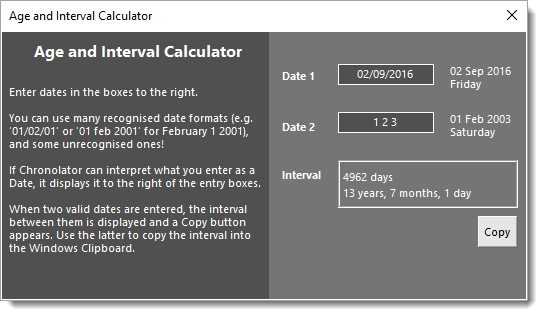 Age and Interval Calculator
Age and Interval Calculator
Enter dates in the boxes to the right.
You can use many recognised date formats (e.g.
'01/02/01' or '01 feb 2001' for February 1 2001),
and some unrecognised ones!
If Chronolator can interpret what you enter as a
Date, it displays it to the right of the entry boxes.
When two valid dates are entered, the interval
between them is displayed and a Copy button
appears. Use the latter to copy the interval into
the Windows Clipboard.
Date 1
02/09/2016
02 Sep 2016
Friday
Date 2
1 2 3
01 Feb 2003
Saturday
Interval
4962 days
13 years, 7 months, 1 day
Copy